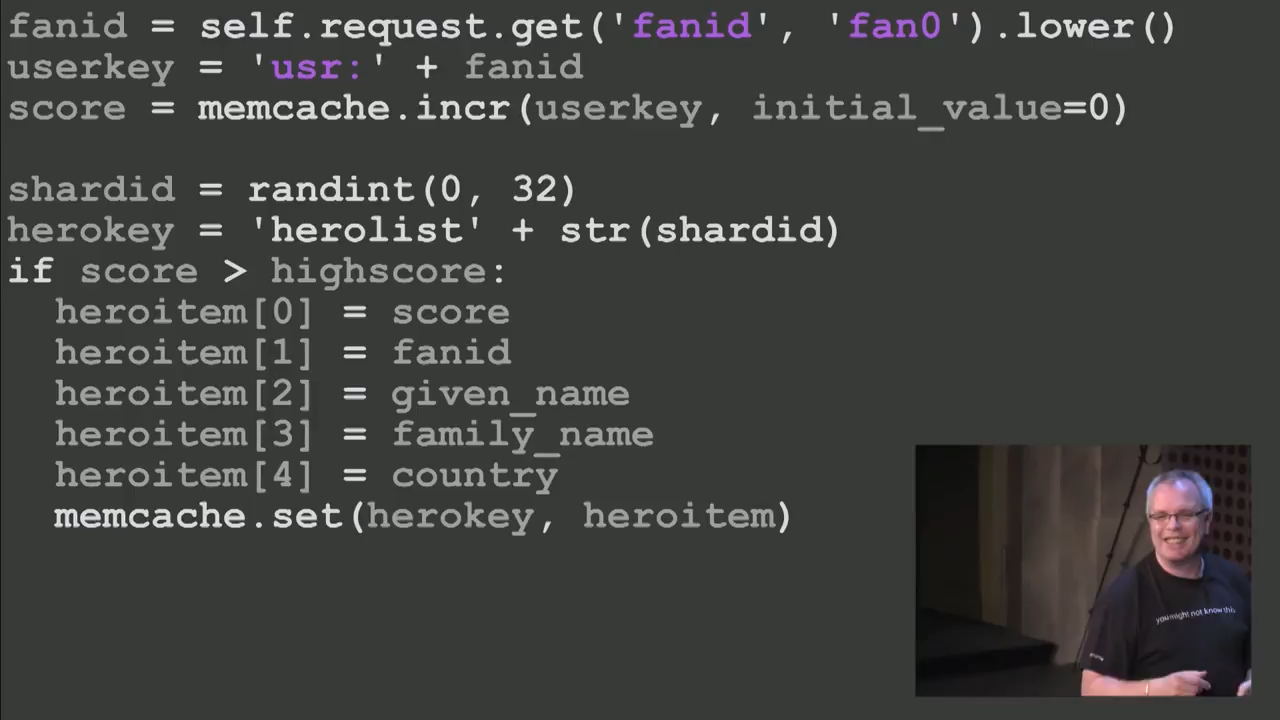 fanid = self.request.get('fanid', 'fan0').lower()
userkey = 'usr:' + fanid
score = memcache.incr(userkey, initial_value=0)
shardid = randint(0, 32)
herokey = 'herolist' + str(shardid)
if score > highscore:
heroitem[0] = score
heroitem[1] = fanid
heroitem[2] = given_name
heroitem[3] = family_name
heroitem[4] = country
memcache.set(herokey, heroitem)
you might not know this